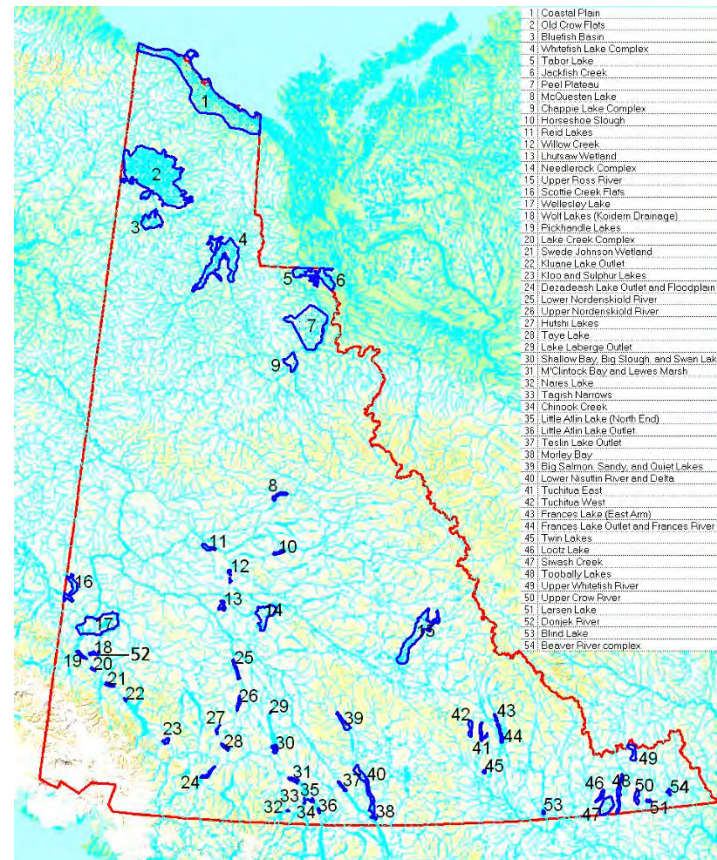 1 Coastal Plain
2 Old Crow Flats
3 Bluefish Basin
4 Whitefish Lake Complex
5 Tabor Lake
6 Jackfish Creek
7 Peel Plateau
8 McQuesten Lake
9 Chappie Lake Complex
10 Horseshoe Slough
11 Reid Lakes
12 Willow Creek
13 Lhutsaw Wetland
14 Needlerock Complex
15 Upper Ross River
16 Scottie Creek Flats
17 Wellesley Lake
18 Wolf Lakes (Koidern Drainage)
19 Pickhandle Lakes
20 Lake Creek Complex
21 Swede Johnson Wetland
22 Kluane Lake Outlet
23 Kloo and Sulphur Lakes
24 Dezadeash Lake Outlet and Floodplain
25 Lower Nordenskiold River
26 Upper Nordenskiold River
27 Hutshi Lakes
28 Taye Lake
29 Lake Laberge Outlet
30 Shallow Bay, Big Slough, and Swan Lak
31 M'Clintock Bay and Lewes Marsh
32 Nares Lake
33 Tagish Narrows
34 Chinook Creek
35 Little Atlin Lake (North End)
36 Little Atlin Lake Outlet
37 Teslin Lake Outlet
38 Morley Bay
39 Big Salmon, Sandy, and Quiet Lakes
40 Lower Nisutlin River and Delta
41 Tuchitua East
42 Tuchitua West
43 Frances Lake (East Arm)
44 Frances Lake Outlet and Frances River
45 Twin Lakes
46 Lootz Lake
47 Siwash Creek
48 Toobally Lakes
49 Upper Whitefish River
50 Upper Crow River
51 Larsen Lake
52 Donjek River
53 Blind Lake
54 Beaver River complex
1
2
3
4
5
6
7
9
8
11
10
12
13
14
16
17
15
18
52
19
20
21
22
25
26
29
27
39
42
43
41
44
23
28
30
45
49
24
31
37
40
46
48
50
54
33
35
32
34
36
38
53
47
51